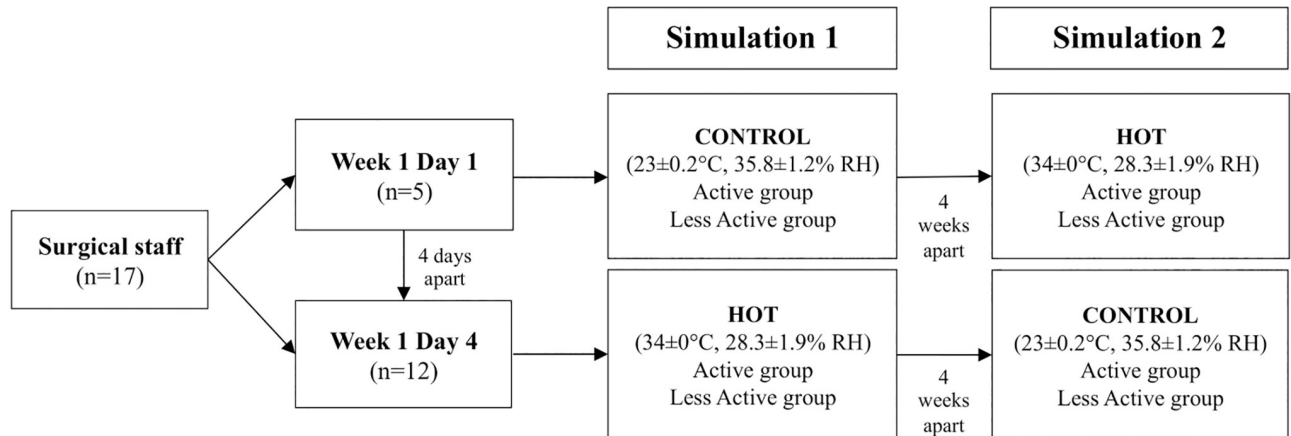 Simulation 1
Simulation 2
Surgical staff
(n=17)
Week 1 Day 1
(n=5)
4 days
apart
Week 1 Day 4
(n=12)
CONTROL
(23±0.2°C, 35.8±1.2% RH)
Active group
Less Active group
4
weeks
apart
HOT
(34±0°C, 28.3±1.9% RH)
Active group
Less Active group
HOT
(34±0°C, 28.3±1.9% RH)
Active group
Less Active group
4
weeks
apart
CONTROL
(23±0.2°C, 35.8±1.2% RH)
Active group
Less Active group